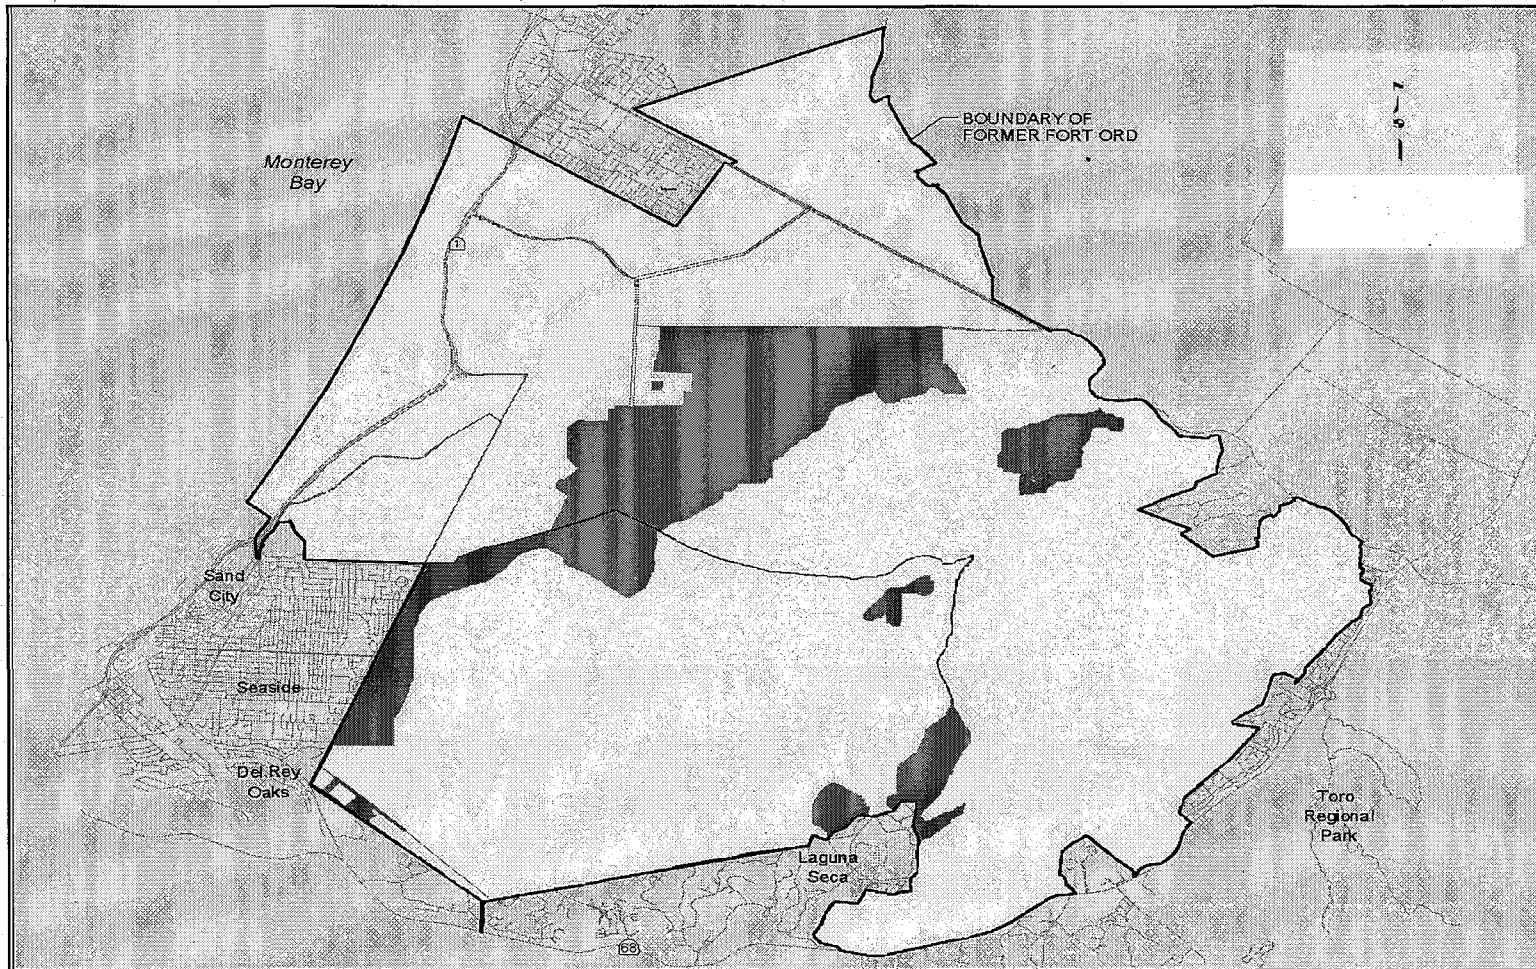 BOUNDARY OF
FORMER FORT ORD
Monterey
Bay
1
Sand
City
Seaside
Del Rey
Oaks
Toro
Regional
Park
Laguna
Seca
68